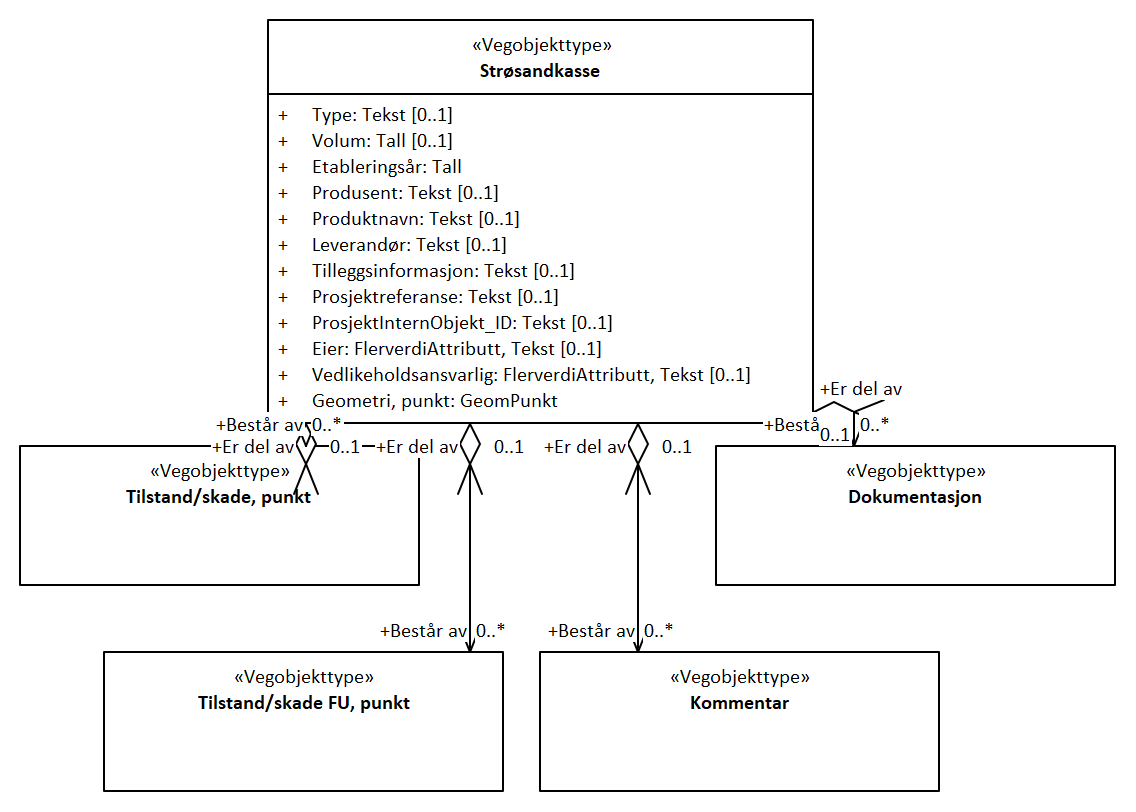 «Vegobjekttype»
Strøsandkasse
+ Type: Tekst [0..1]
+ Volum: Tall [0..1]
+ Etableringsår: Tall
+ Produsent: Tekst [0..1]
+ Produktnavn: Tekst [0..1]
+ Leverandør: Tekst [0..1]
+ Tilleggsinformasjon: Tekst [0..1]
+ Prosjektreferanse: Tekst [0..1]
+ ProsjektInternObjekt_ID: Tekst [0..1]
+ Eier: FlerverdiAttributt, Tekst [0..1]
+ Vedlikeholdsansvarlig: FlerverdiAttributt, Tekst [0..1]
+ Geometri, punkt: GeomPunkt
+Er del av
+Består av 0..*
+Bestå
0..1
0..*
+Er del av 0..1
+Er del av 0..1
+Er del av 0..1
«Vegobjekttype»
Tilstand/skade, punkt
«Vegobjekttype»
Dokumentasjon
+Består av 0..*
+Består av 0..*
«Vegobjekttype»
Tilstand/skade FU, punkt
«Vegobjekttype»
Kommentar